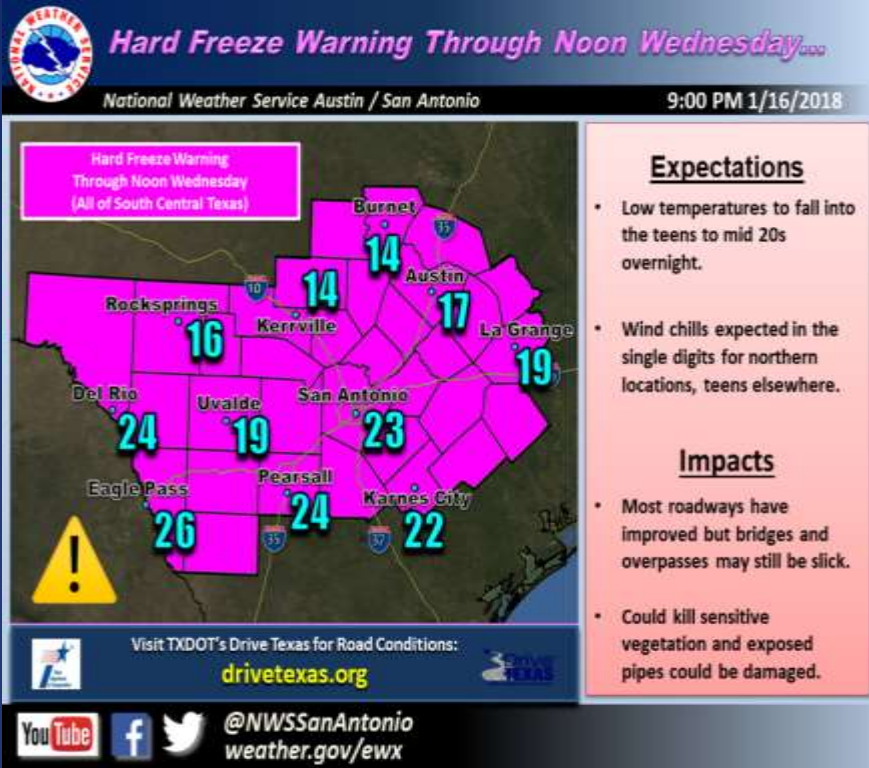 NATIONAL WEATHER SERVICE
Hard Freeze Warning Through Noon Wednesday...
National Weather Service Austin / San Antonio
9:00 PM 1/16/2018
Hard Freeze Warning
Through Noon Wednesday
(All of South Central Texas)
Burnet
14
35
Austin
17
10
14
Kerrville
Rocksprings
16
La Grange
19
Del Rio
24
Uvalde
19
San Antonio
23
Eagle Pass
26
Pearsall
24
Karnes City
22
35
37
Expectations
• Low temperatures to fall into
the teens to mid 20s
overnight.
• Wind chills expected in the
single digits for northern
locations, teens elsewhere.
Impacts
• Most roadways have
improved but bridges and
overpasses may still be slick.
• Could kill sensitive
vegetation and exposed
pipes could be damaged.
Visit TXDOT's Drive Texas for Road Conditions:
drivetexas.org
Drive
TEXAS
YouTube
f
@NWSSanAntonio
weather.gov/ewx